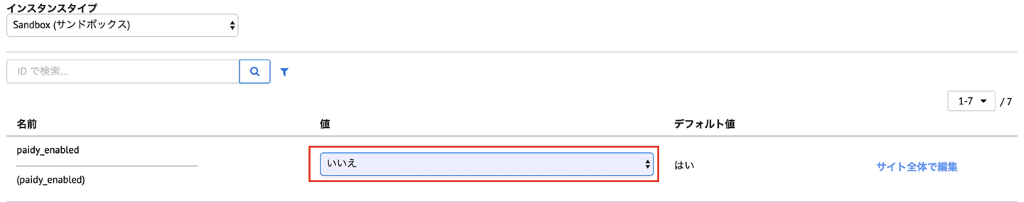 インスタンスタイプ
Sandbox (サンドボックス)
ID で検索...
1-7 / 7
名前 値 デフォルト値
paidy_enabled
いいえ はい サイト全体で編集
(paidy_enabled)